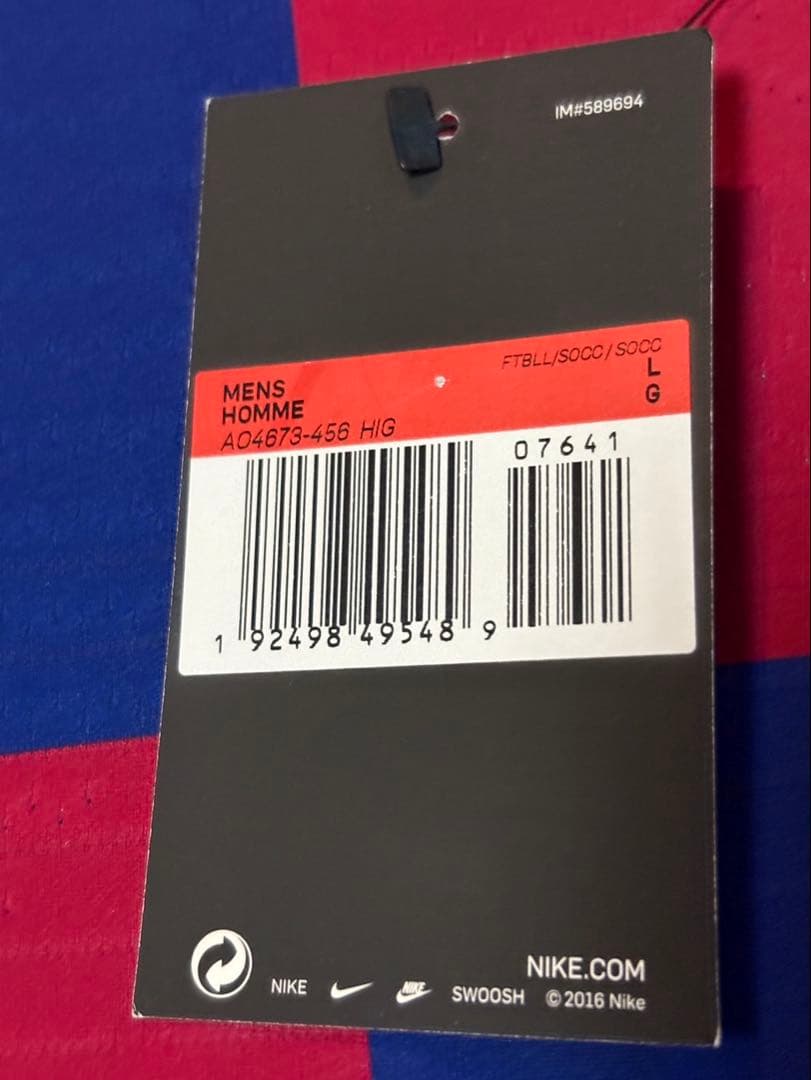 IM#589694
FTBLL/SOCC/SOCC
MENS L
HOMME G
AO4673-456 HIG
07641
1 92498 49548 9
NIKE.COM
NIKE NIKE SWOOSH © 2016 Nike